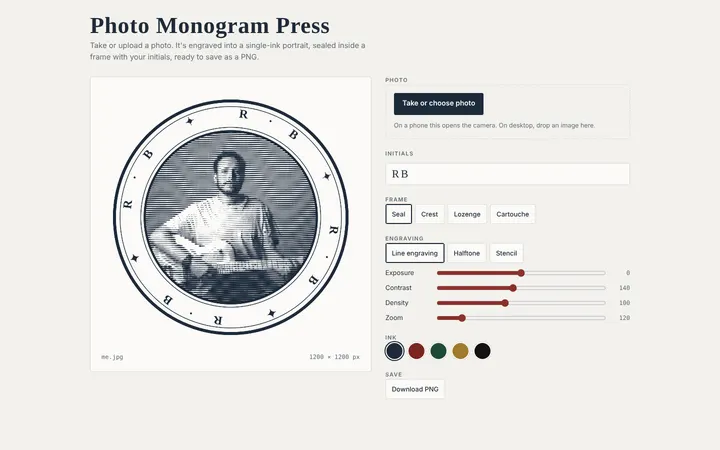 Photo Monogram Press
Take or upload a photo. It's engraved into a single-ink portrait, sealed inside a
frame with your initials, ready to save as a PNG.
R · B ✦ R · B ✦ R · B ✦ R · B ✦
me.jpg
1200 × 1200 px
PHOTO
Take or choose photo
On a phone this opens the camera. On desktop, drop an image here.
INITIALS
RB
FRAME
Seal
Crest
Lozenge
Cartouche
ENGRAVING
Line engraving
Halftone
Stencil
Exposure 0
Contrast 140
Density 100
Zoom 120
INK
SAVE
Download PNG